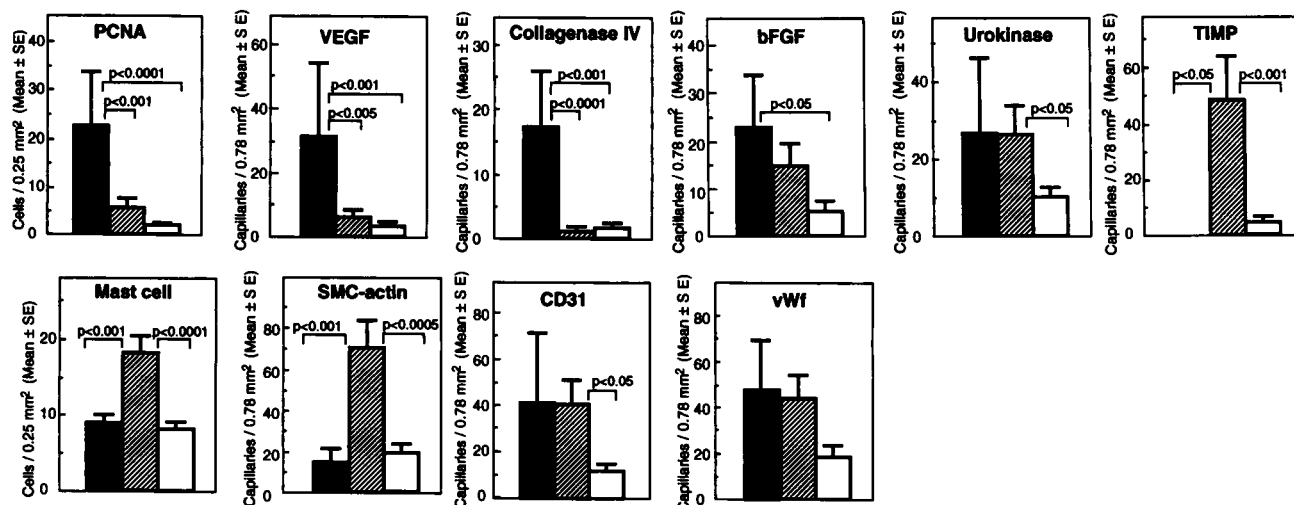 PCNA
Cells / 0.25 mm² (Mean ± SE)
40
30
20
10
0
p<0.0001
p<0.001
VEGF
Capillaries / 0.78 mm² (Mean ± SE)
60
40
20
0
p<0.001
p<0.005
Collagenase IV
Capillaries / 0.78 mm² (Mean ± S E)
30
20
10
0
p<0.001
p<0.0001
bFGF
Capillaries / 0.78 mm² (Mean ± S E)
40
30
20
10
0
p<0.05
Urokinase
Capillaries / 0.78 mm² (Mean ± S E)
40
20
0
p<0.05
TIMP
Capillaries / 0.78 mm² (Mean ± S E)
60
40
20
0
p<0.05
p<0.001
Mast cell
Cells / 0.25 mm² (Mean ± SE)
20
10
0
p<0.001
p<0.0001
SMC-actin
Capillaries / 0.78 mm² (Mean ± S E)
80
60
40
20
0
p<0.001
p<0.0005
CD31
Capillaries / 0.78 mm² (Mean ± S E)
80
60
40
20
0
p<0.05
vWf
Capillaries / 0.78 mm² (Mean ± S E)
80
60
40
20
0